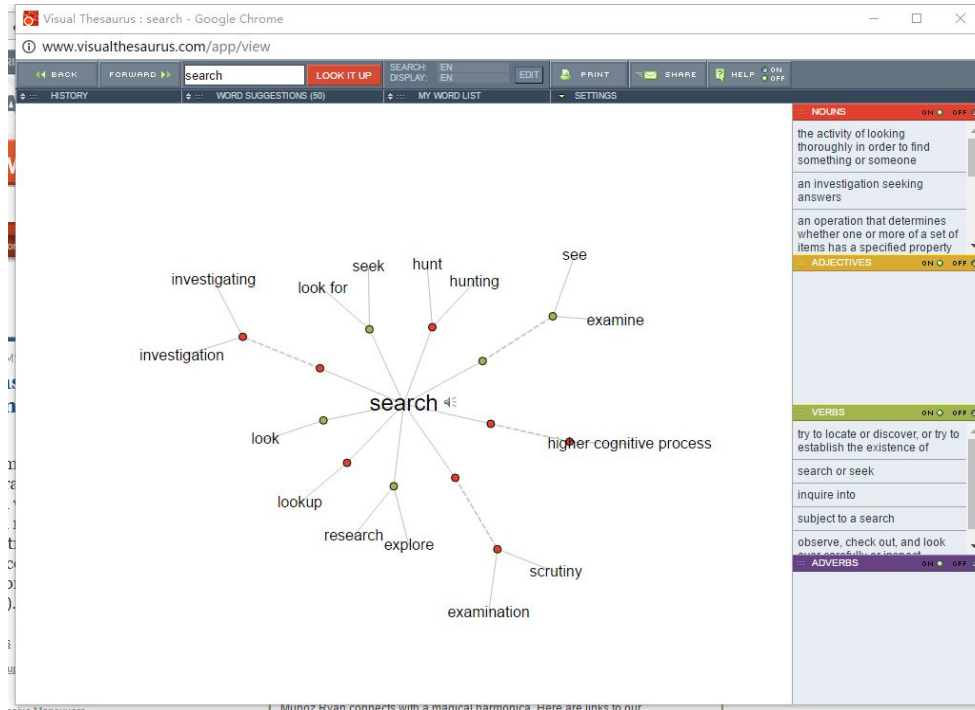 Visual Thesaurus : search - Google Chrome
www.visualthesaurus.com/app/view
BACK
FORWARD
search
LOOK IT UP
SEARCH: EN
DISPLAY: EN
EDIT
PRINT
SHARE
HELP
ON
OFF
HISTORY
WORD SUGGESTIONS (50)
MY WORD LIST
SETTINGS
NOUNS ON OFF
the activity of looking
thoroughly in order to find
something or someone
an investigation seeking
answers
an operation that determines
whether one or more of a set of
items has a specified property
ADJECTIVES ON OFF
VERBS ON OFF
try to locate or discover, or try to
establish the existence of
search or seek
inquire into
subject to a search
observe, check out, and look
over carefully or inspect
ADVERBS ON OFF
see
seek
hunt
investigating
look for
hunting
examine
investigation
search
look
higher cognitive process
lookup
research
explore
scrutiny
examination
Muñoz Ryan connects with a magical harmonica. Here are links to our